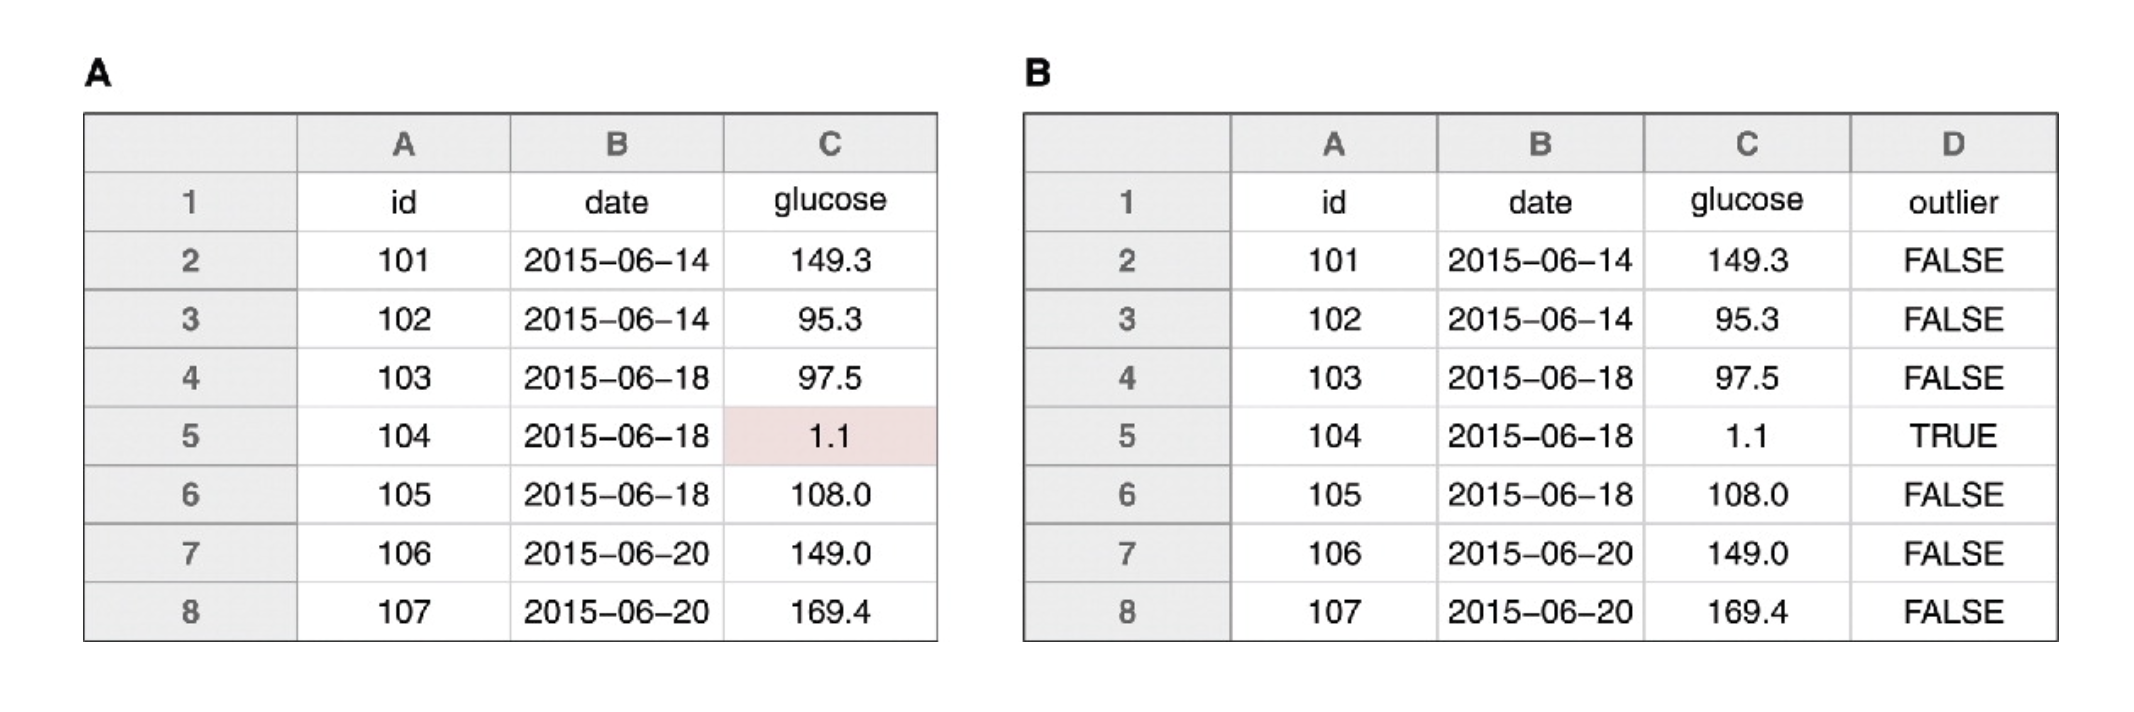 A
A B C
1 id date glucose
2 101 2015–06–14 149.3
3 102 2015–06–14 95.3
4 103 2015–06–18 97.5
5 104 2015–06–18 1.1
6 105 2015–06–18 108.0
7 106 2015–06–20 149.0
8 107 2015–06–20 169.4
B
A B C D
1 id date glucose outlier
2 101 2015–06–14 149.3 FALSE
3 102 2015–06–14 95.3 FALSE
4 103 2015–06–18 97.5 FALSE
5 104 2015–06–18 1.1 TRUE
6 105 2015–06–18 108.0 FALSE
7 106 2015–06–20 149.0 FALSE
8 107 2015–06–20 169.4 FALSE